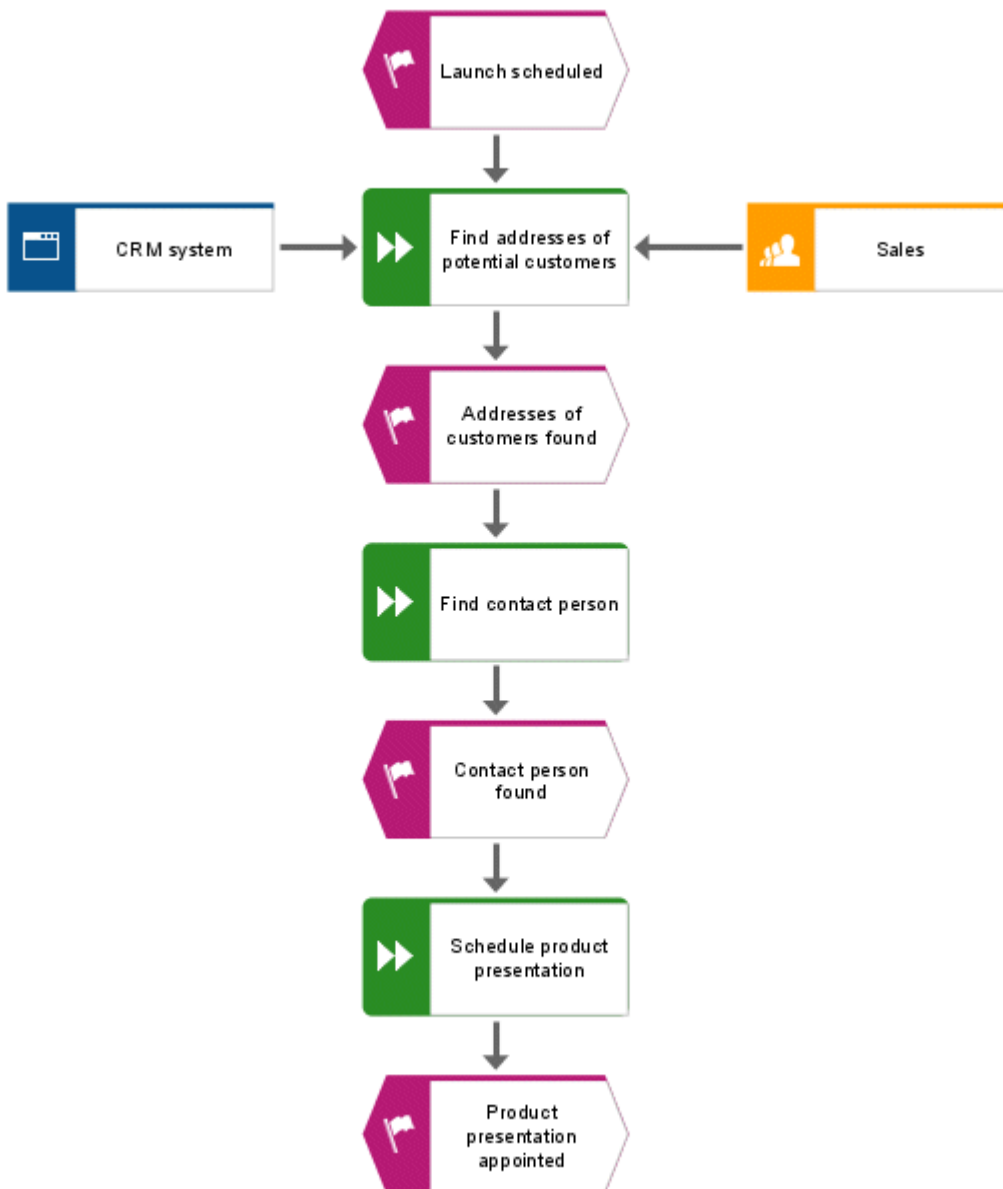 Launch scheduled
CRM system
Find addresses of
potential customers
Sales
Addresses of
customers found
Find contact person
Contact person
found
Schedule product
presentation
Product
presentation
appointed